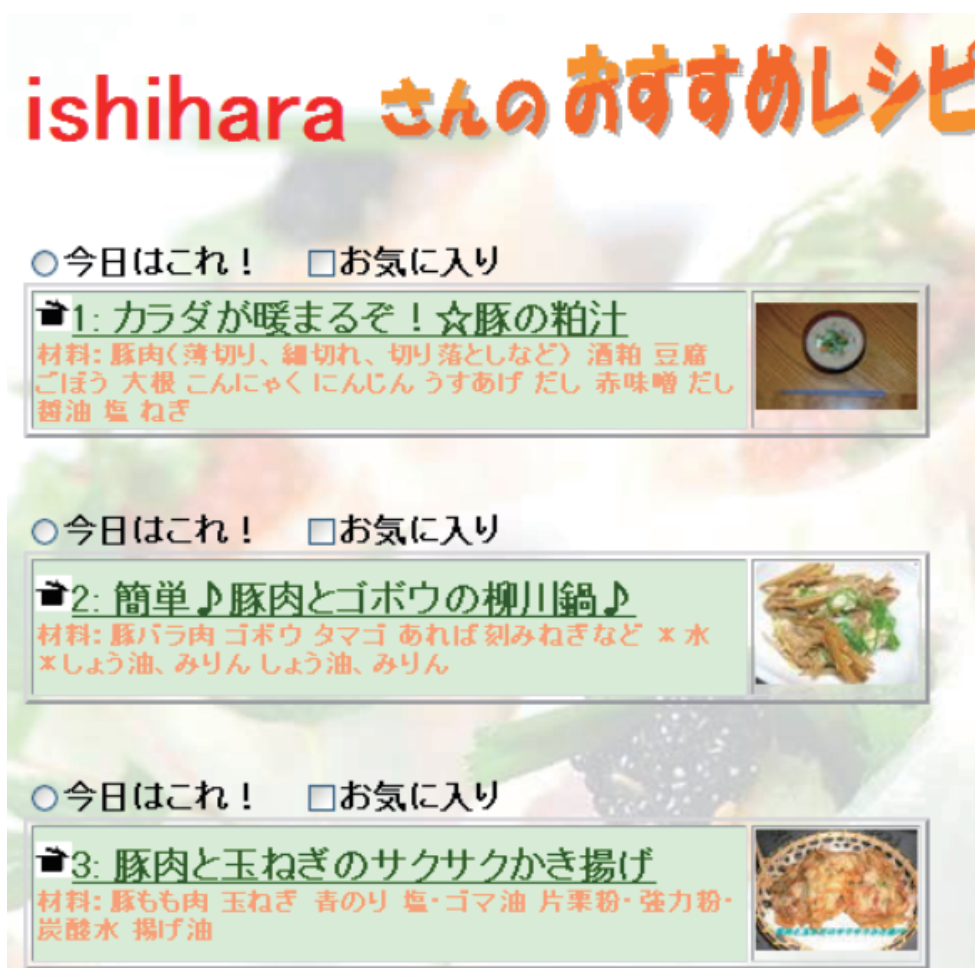 ishihara さんのおすすめレシピ
○今日はこれ！ □お気に入り
1: カラダが暖まるぞ！☆豚の粕汁
材料: 豚肉（薄切り、細切れ、切り落としなど） 酒粕 豆腐
ごぼう 大根 こんにゃく にんじん うすあげ だし 赤味噌 だし
醤油 塩 ねぎ
○今日はこれ！ □お気に入り
2: 簡単♪豚肉とゴボウの柳川鍋♪
材料: 豚バラ肉 ゴボウ タマゴ あれば刻みねぎなど ＊水
＊しょう油、みりん しょう油、みりん
○今日はこれ！ □お気に入り
3: 豚肉と玉ねぎのサクサクかき揚げ
材料: 豚もも肉 玉ねぎ 青のり 塩・ゴマ油 片栗粉・強力粉・
炭酸水 揚げ油